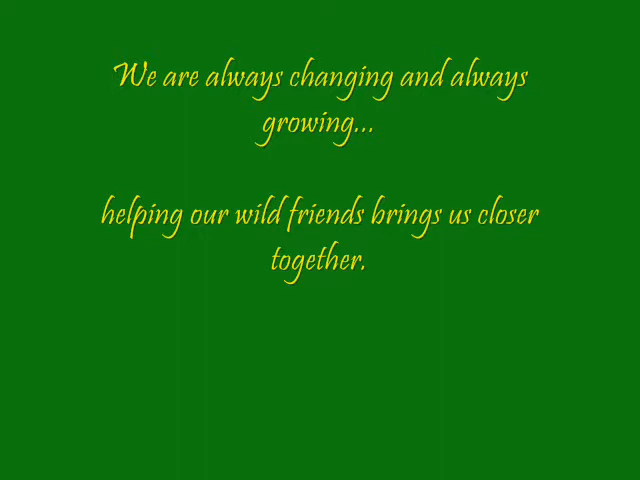 We are always changing and always
growing...
helping our wild friends brings us closer
together.